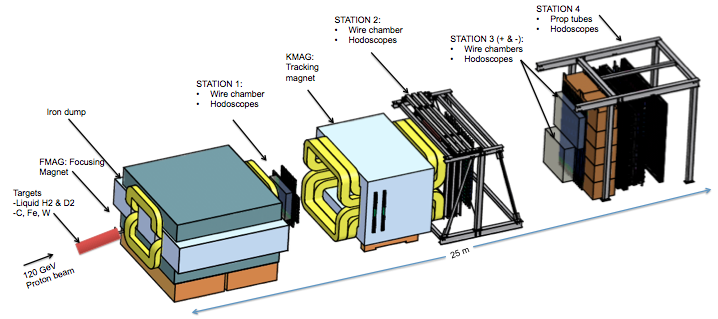 STATION 4
• Prop tubes
• Hodoscopes
STATION 2:
• Wire chamber
• Hodoscopes
STATION 3 (+ & -):
• Wire chambers
• Hodoscopes
KMAG:
Tracking
magnet
STATION 1:
• Wire chamber
• Hodoscopes
Iron dump
FMAG: Focusing
Magnet
Targets
-Liquid H2 & D2
-C, Fe, W
120 GeV
Proton beam
25 m